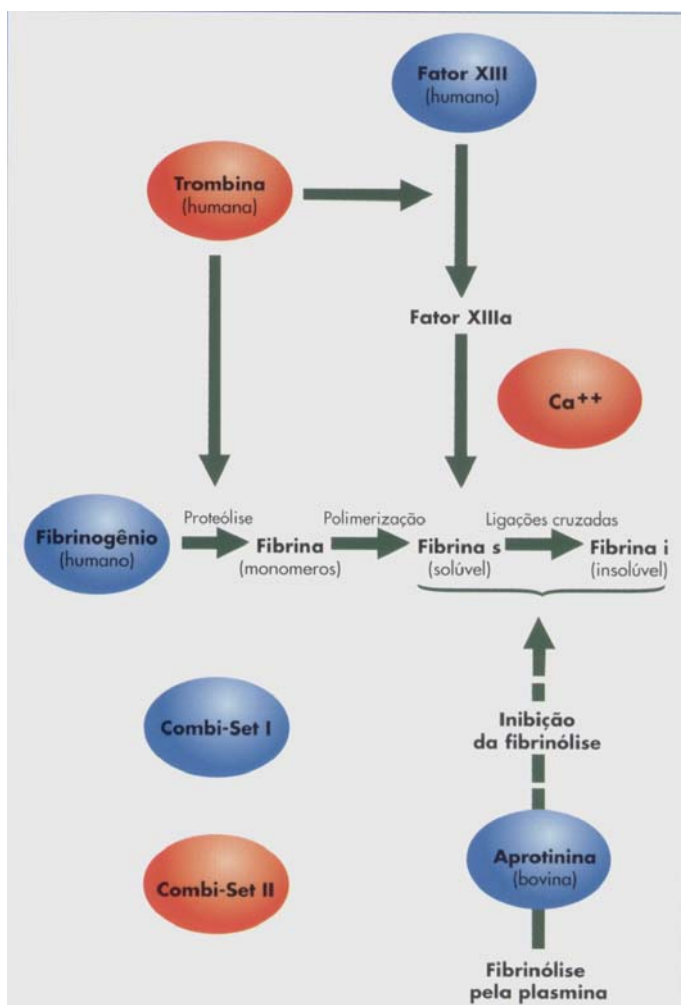 Fator XIII
(humano)
Trombina
(humana)
Fator XIIIa
Ca++
Fibrinogênio
(humano)
Proteólise
Fibrina
(monomeros)
Polimerização
Fibrina s
(solúvel)
Ligações cruzadas
Fibrina i
(insolúvel)
Combi-Set I
Inibição
da fibrinólise
Combi-Set II
Aprotinina
(bovina)
Fibrinólise
pela plasmina